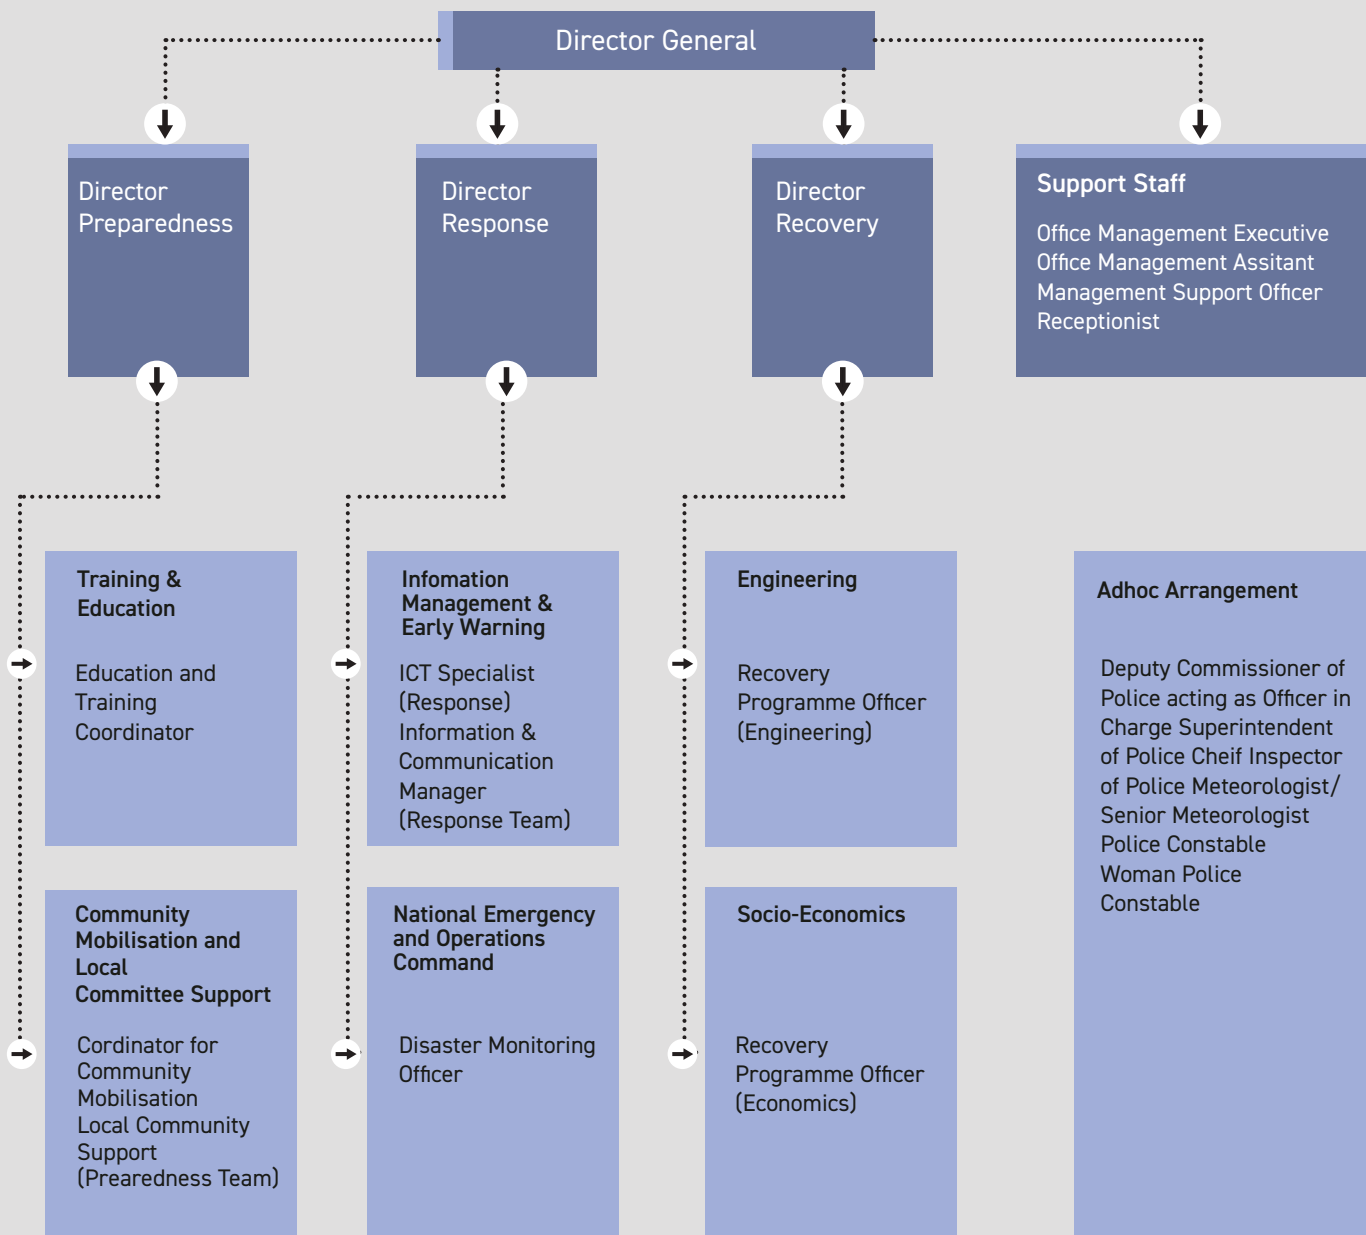 Director General
Director
Preparedness
Director
Response
Director
Recovery
Support Staff
Office Management Executive
Office Management Assitant
Management Support Officer
Receptionist
Training &
Education
Education and
Training
Coordinator
Infomation
Management &
Early Warning
ICT Specialist
(Response)
Information &
Communication
Manager
(Response Team)
Engineering
Recovery
Programme Officer
(Engineering)
Adhoc Arrangement
Deputy Commissioner of
Police acting as Officer in
Charge Superintendent
of Police Cheif Inspector
of Police Meteorologist/
Senior Meteorologist
Police Constable
Woman Police
Constable
Community
Mobilisation and
Local
Committee Support
Cordinator for
Community
Mobilisation
Local Community
Support
(Prearedness Team)
National Emergency
and Operations
Command
Disaster Monitoring
Officer
Socio-Economics
Recovery
Programme Officer
(Economics)